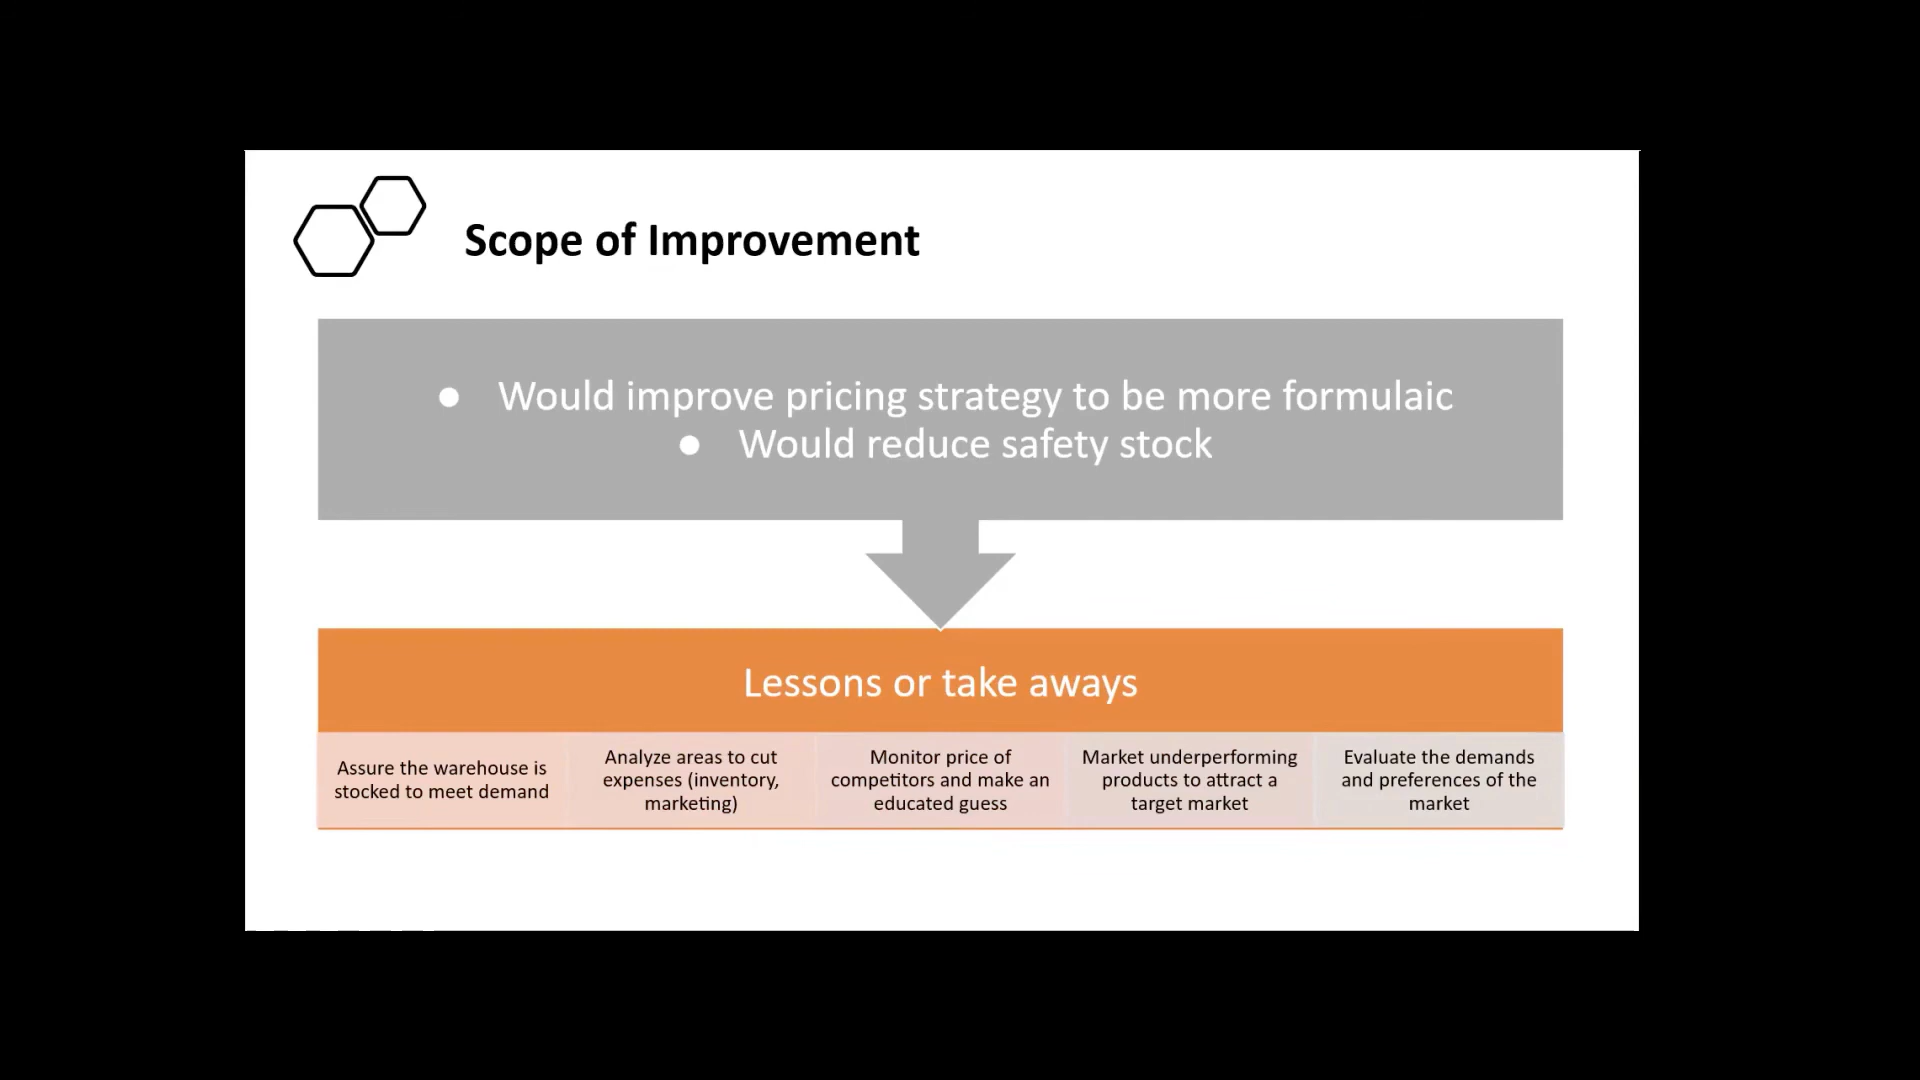 Scope of Improvement
● Would improve pricing strategy to be more formulaic
● Would reduce safety stock
Lessons or take aways
Assure the warehouse is
stocked to meet demand
Analyze areas to cut
expenses (inventory,
marketing)
Monitor price of
competitors and make an
educated guess
Market underperforming
products to attract a
target market
Evaluate the demands
and preferences of the
market